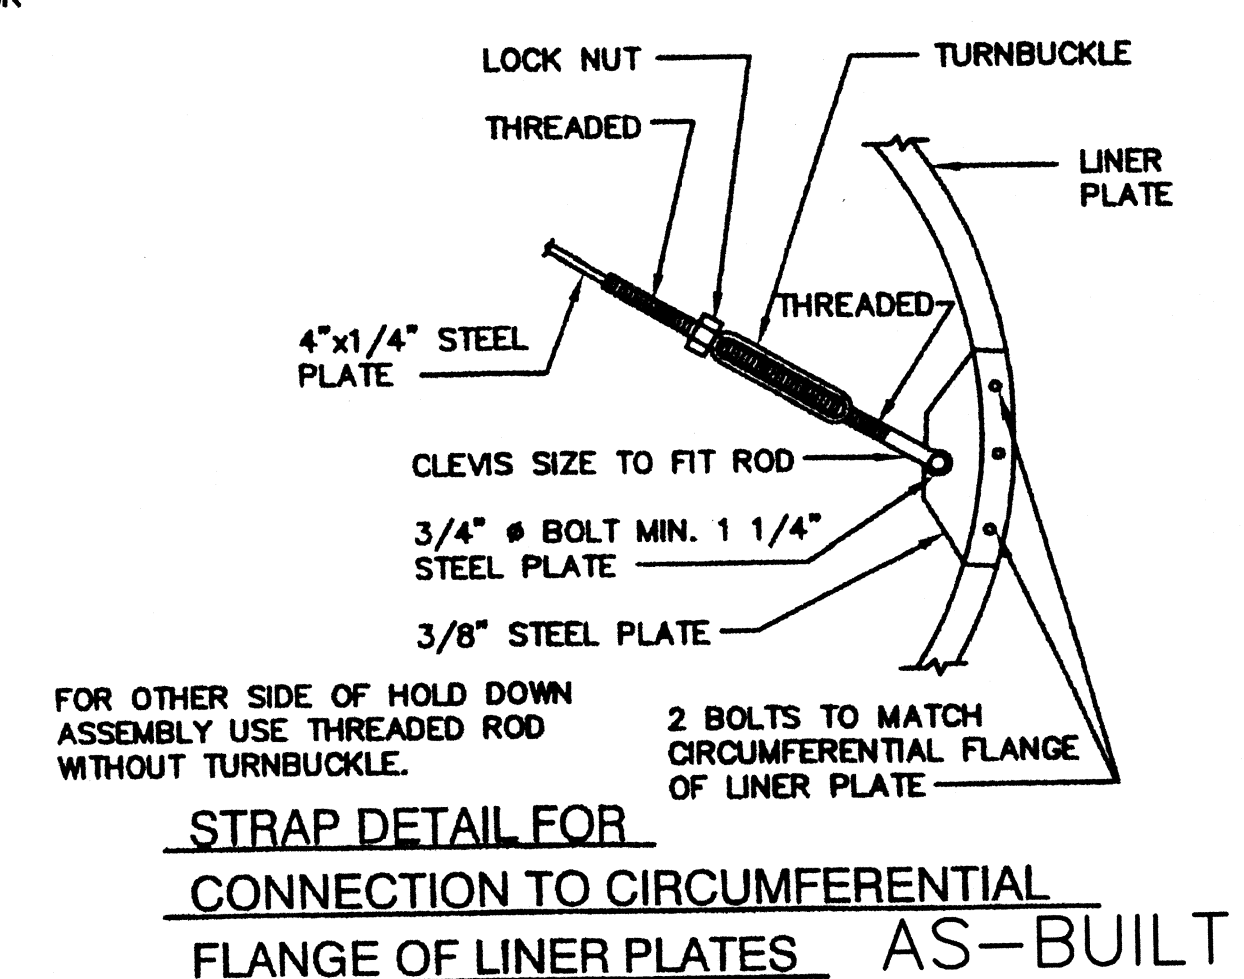 LOCK NUT
TURNBUCKLE
THREADED
LINER
PLATE
THREADED
4"x1/4" STEEL
PLATE
CLEVIS SIZE TO FIT ROD
3/4" ø BOLT MIN. 1 1/4"
STEEL PLATE
3/8" STEEL PLATE
FOR OTHER SIDE OF HOLD DOWN
ASSEMBLY USE THREADED ROD
WITHOUT TURNBUCKLE.
2 BOLTS TO MATCH
CIRCUMFERENTIAL FLANGE
OF LINER PLATE
STRAP DETAIL FOR
CONNECTION TO CIRCUMFERENTIAL
FLANGE OF LINER PLATES
AS-BUILT